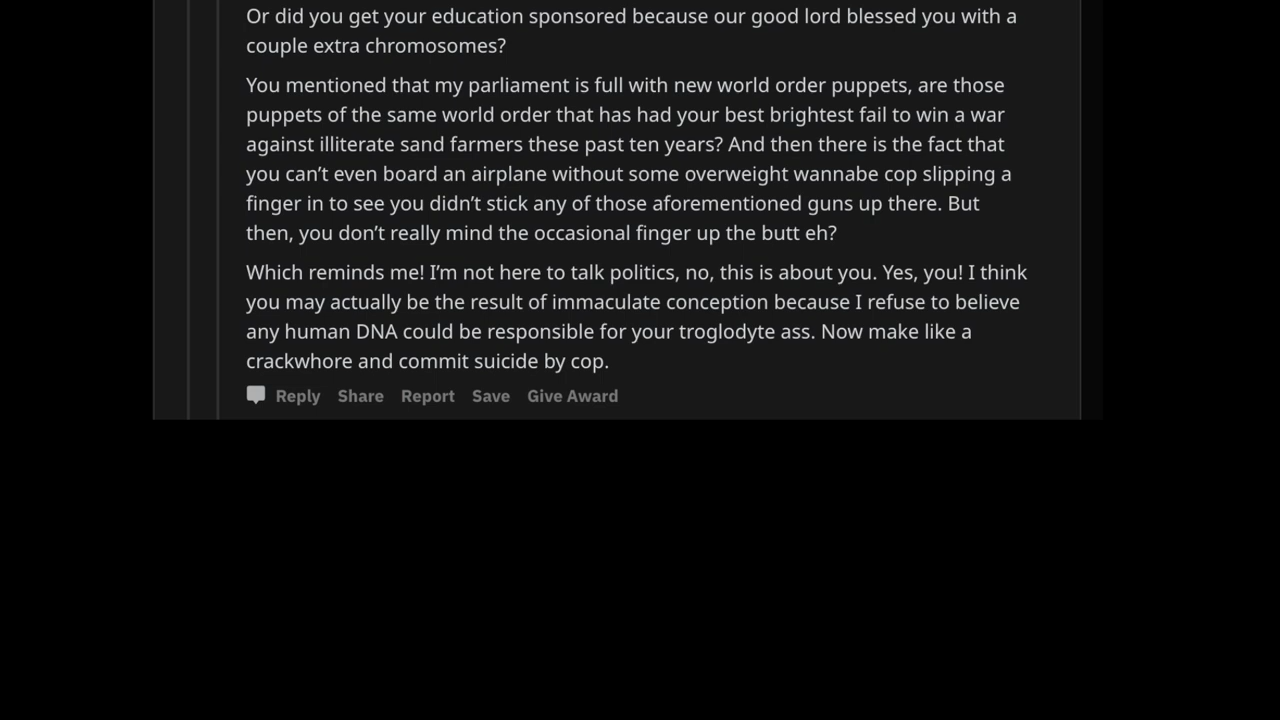 Or did you get your education sponsored because our good lord blessed you with a
couple extra chromosomes?
You mentioned that my parliament is full with new world order puppets, are those
puppets of the same world order that has had your best brightest fail to win a war
against illiterate sand farmers these past ten years? And then there is the fact that
you can’t even board an airplane without some overweight wannabe cop slipping a
finger in to see you didn’t stick any of those aforementioned guns up there. But
then, you don’t really mind the occasional finger up the butt eh?
Which reminds me! I’m not here to talk politics, no, this is about you. Yes, you! I think
you may actually be the result of immaculate conception because I refuse to believe
any human DNA could be responsible for your troglodyte ass. Now make like a
crackwhore and commit suicide by cop.
Reply Share Report Save Give Award